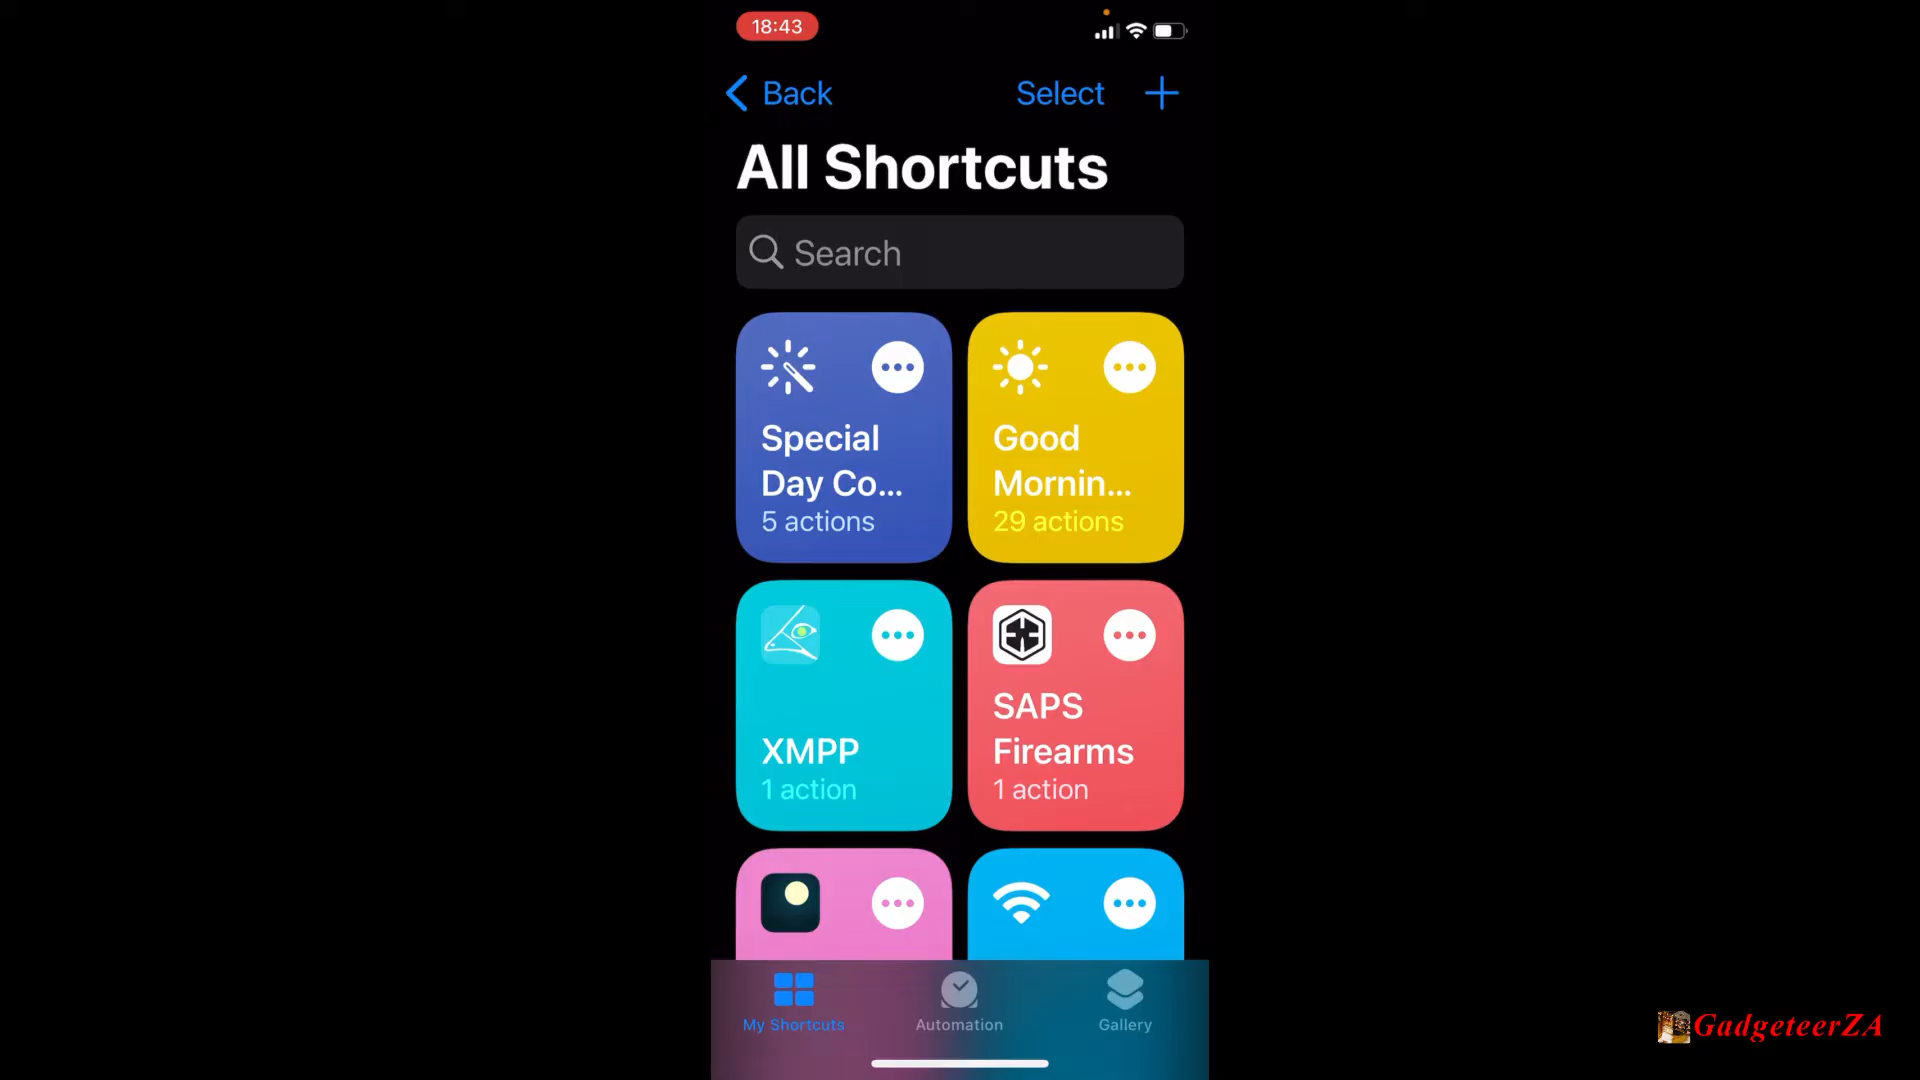 18:43
Back
Select
All Shortcuts
Search
Special
Day Co...
5 actions
Good
Mornin...
29 actions
XMPP
1 action
SAPS
Firearms
1 action
My Shortcuts
Automation
Gallery
GadgeteerZA